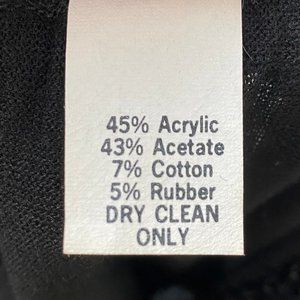 45% Acrylic
43% Acetate
7% Cotton
5% Rubber
DRY CLEAN
ONLY